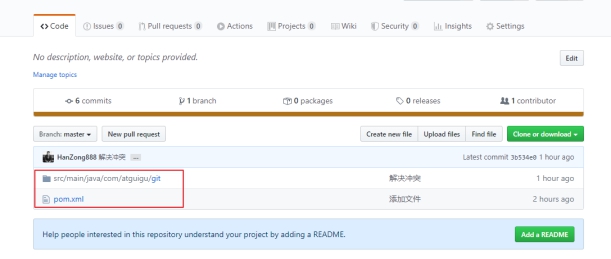 Code Issues 0 Pull requests 0 Actions Projects 0 Wiki Security 0 Insights Settings
No description, website, or topics provided. Edit
Manage topics
6 commits 1 branch 0 packages 0 releases 1 contributor
Branch: master New pull request Create new file Upload files Find file Clone or download
HanZong888 解决冲突 ... Latest commit 3b534e0 1 hour ago
src/main/java/com/atguigu/git 解决冲突 1 hour ago
pom.xml 添加文件 2 hours ago
Help people interested in this repository understand your project by adding a README. Add a README